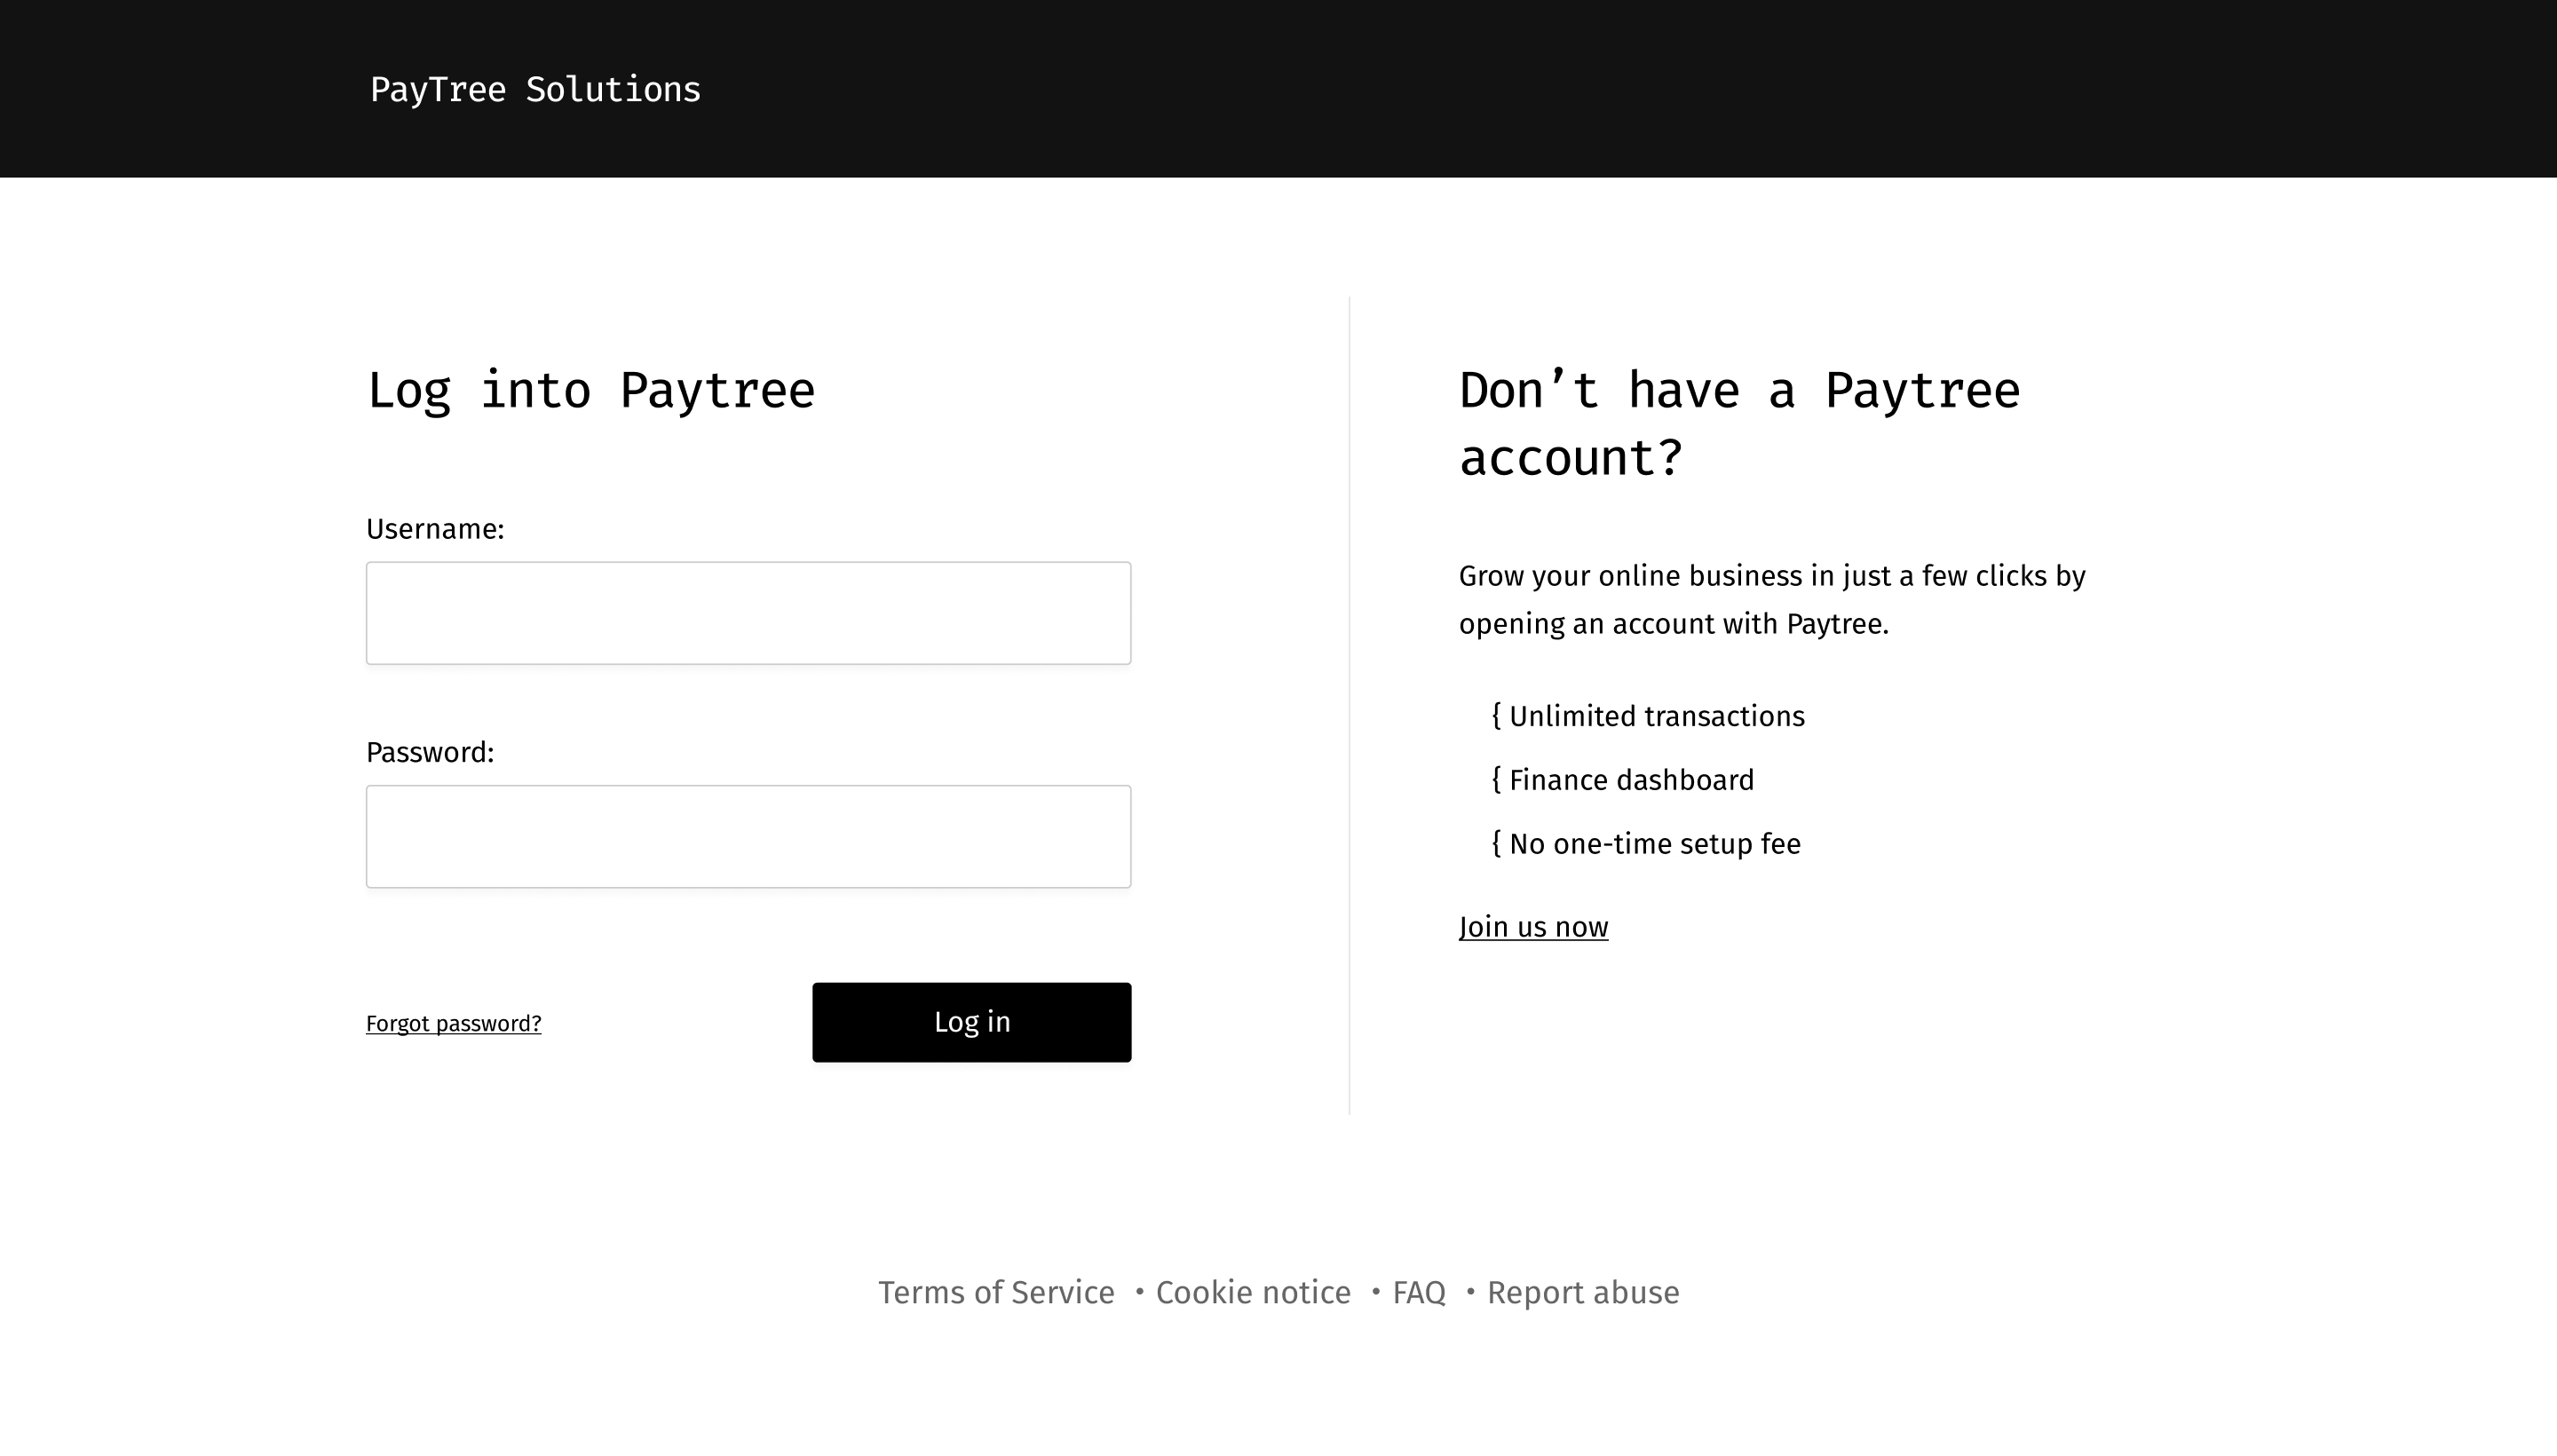 PayTree Solutions
Log into Paytree
Username:
Password:
Forgot password?
Log in
Don’t have a Paytree
account?
Grow your online business in just a few clicks by
opening an account with Paytree.
{ Unlimited transactions
{ Finance dashboard
{ No one-time setup fee
Join us now
Terms of Service • Cookie notice • FAQ • Report abuse